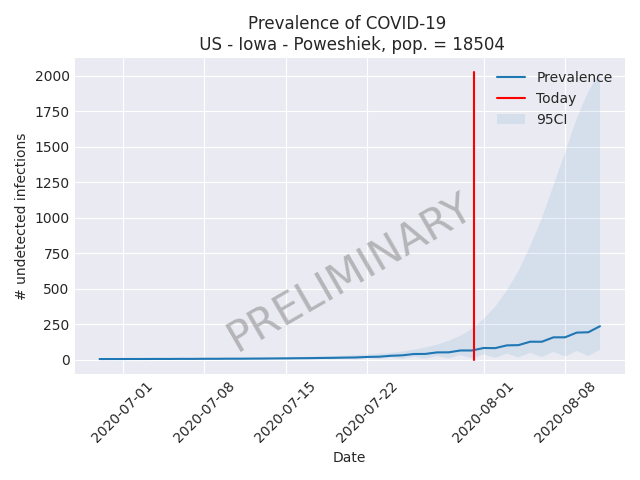 Prevalence of COVID-19
US - Iowa - Poweshiek, pop. = 18504
Prevalence
Today
95CI
2000
1750
1500
1250
1000
750
500
250
0
# undetected infections
PRELIMINARY
2020-07-01
2020-07-08
2020-07-15
2020-07-22
2020-08-01
2020-08-08
Date